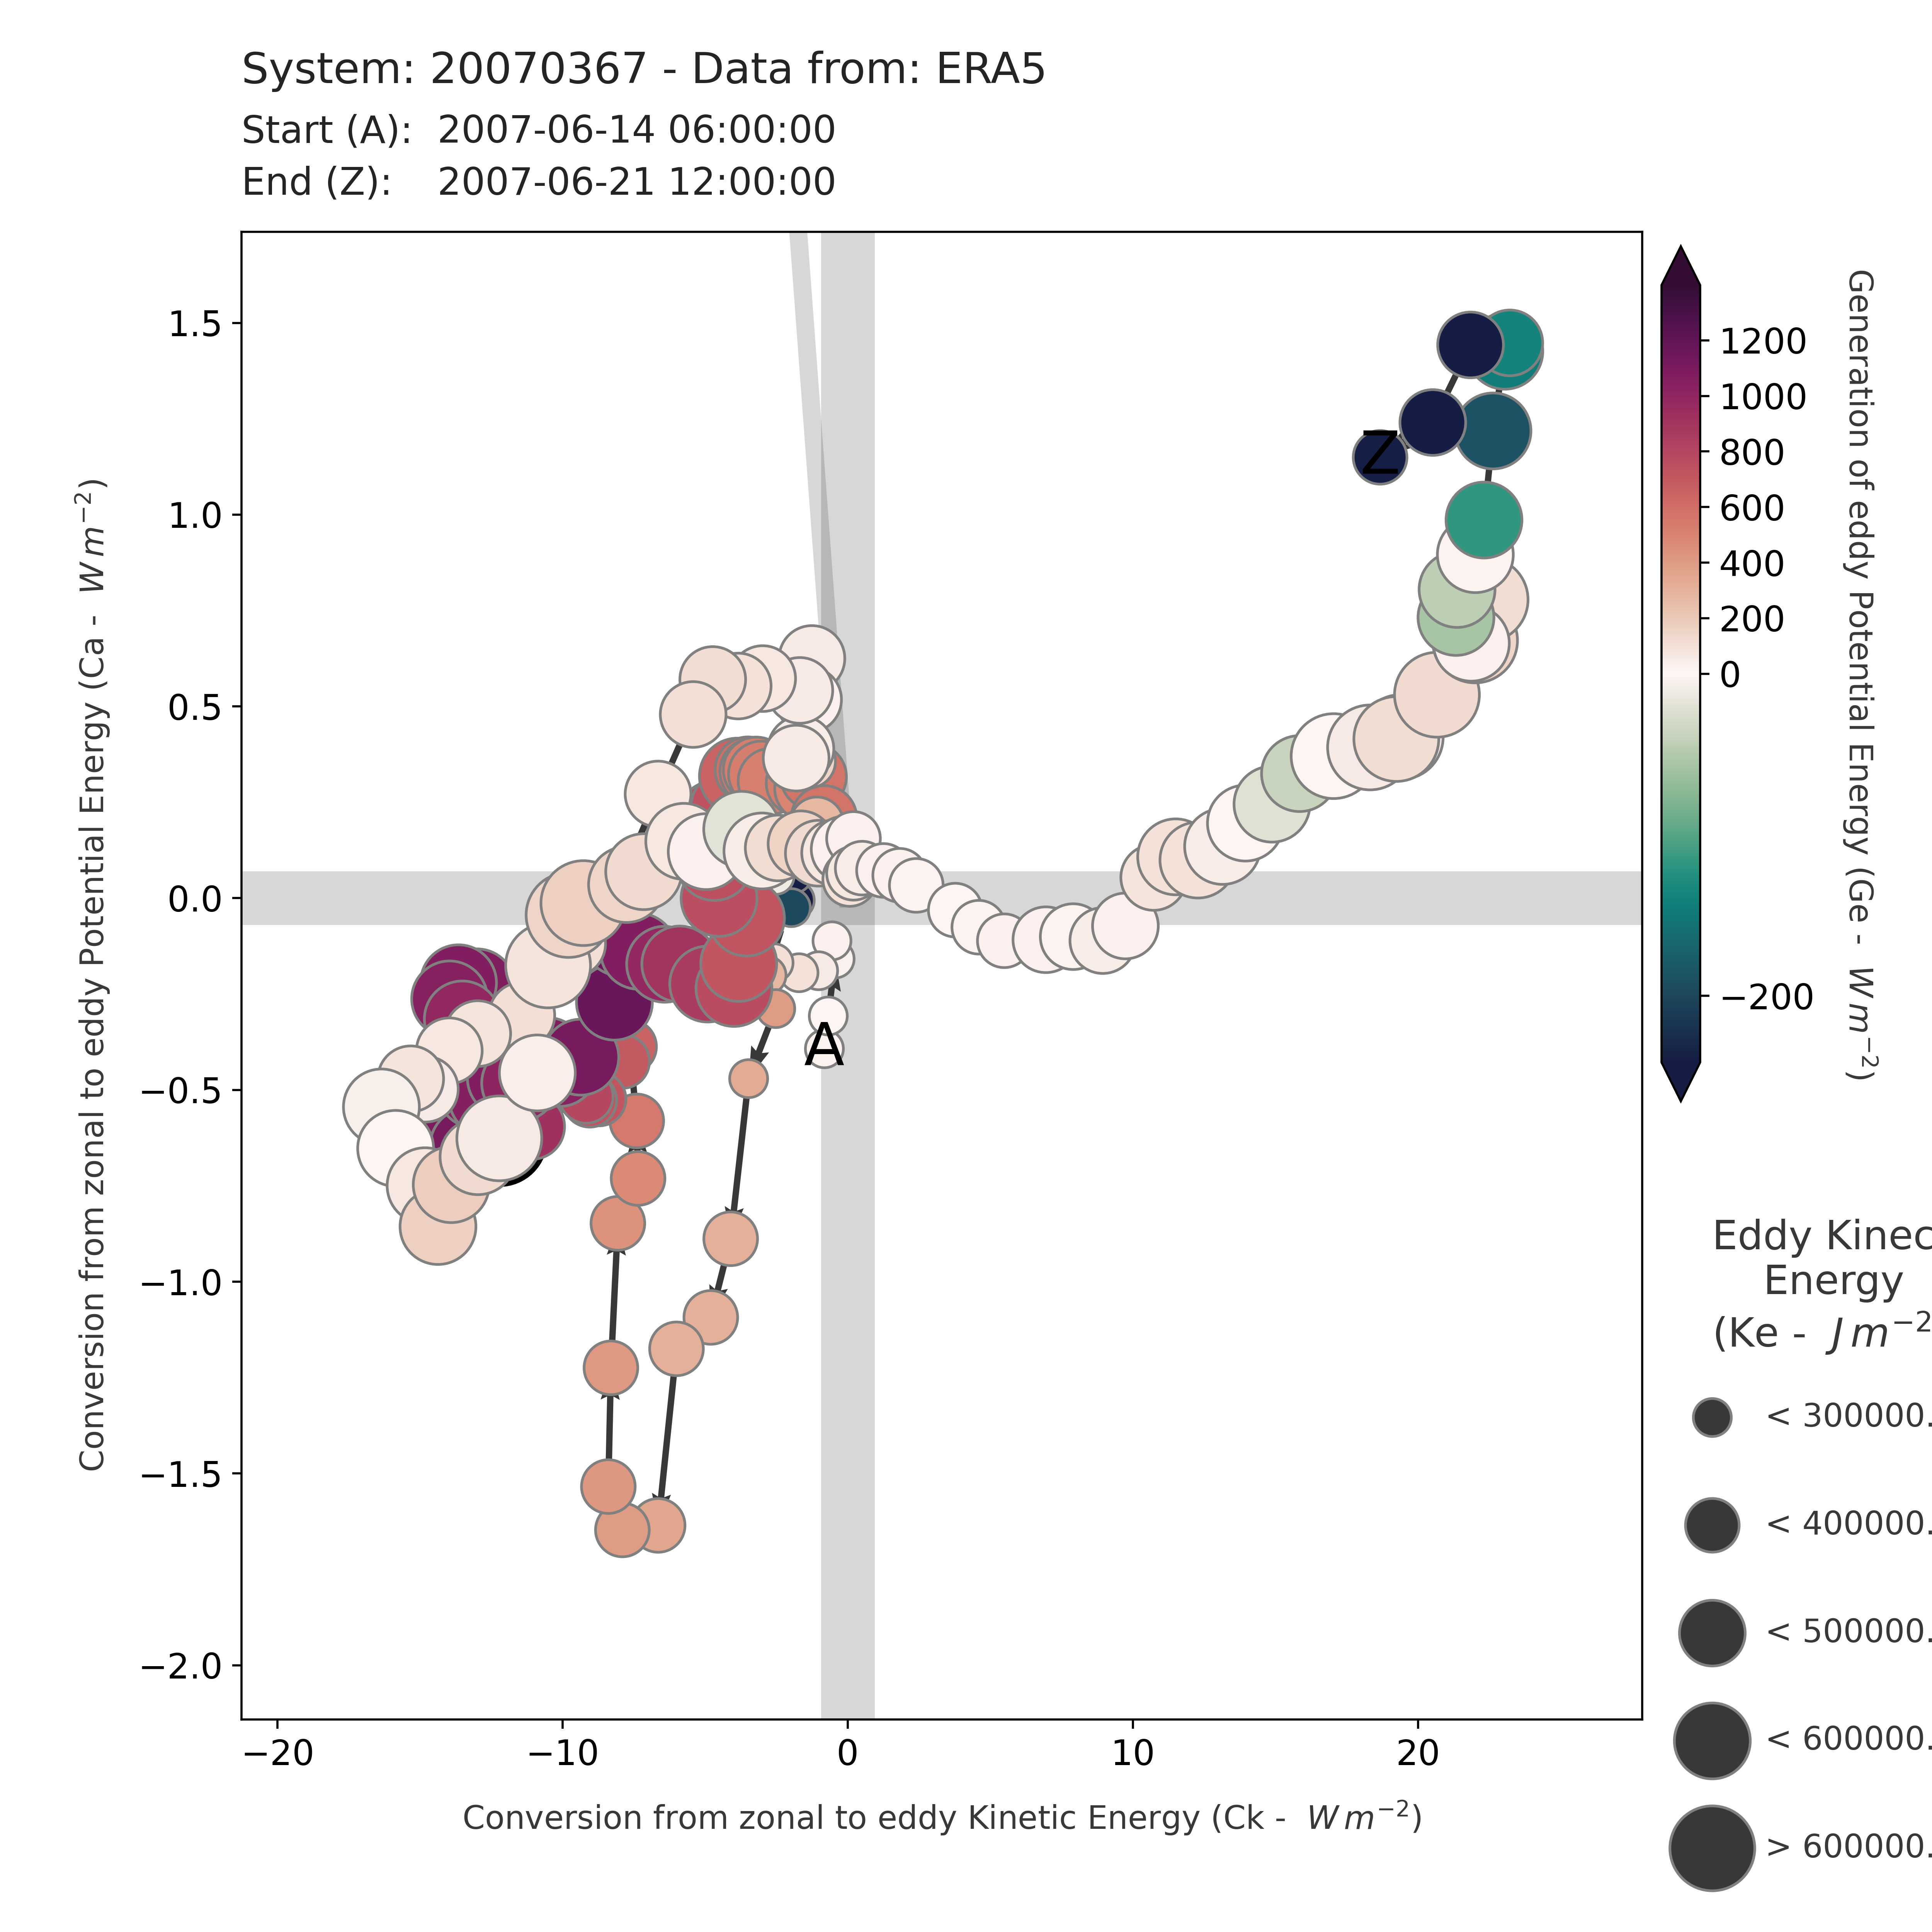 System: 20070367 - Data from: ERA5
Start (A): 2007-06-14 06:00:00
End (Z): 2007-06-21 12:00:00
Conversion from zonal to eddy Potential Energy (Ca - W m⁻²)
1.5
1.0
0.5
0.0
−0.5
−1.0
−1.5
−2.0
Z
A
−20
−10
0
10
20
Conversion from zonal to eddy Kinetic Energy (Ck - W m⁻²)
1200
1000
800
600
400
200
0
−200
Generation of eddy Potential Energy (Ge - W m⁻²)
Eddy Kinec
Energy
(Ke - J m⁻²
< 300000.
< 400000.
< 500000.
< 600000.
> 600000.